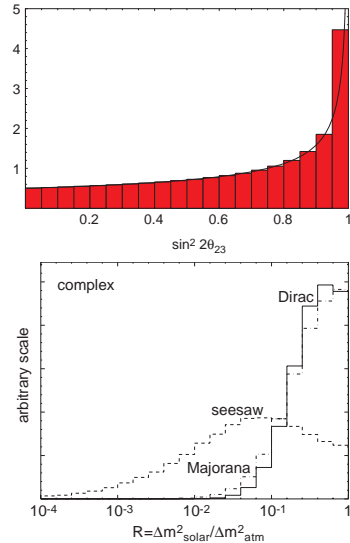 5
4
3
2
1
0.2 0.4 0.6 0.8 1
sin² 2θ₂₃
complex
Dirac
seesaw
Majorana
arbitrary scale
10⁻⁴ 10⁻³ 10⁻² 10⁻¹ 1
R=Δm²solar/Δm²atm